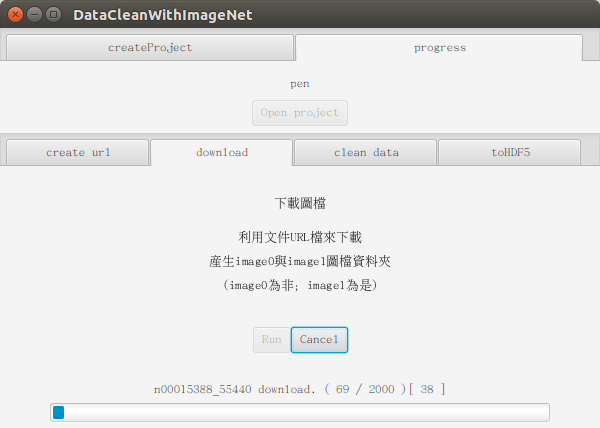 DataCleanWithImageNet
createProject progress
pen
Open project
create url download clean data toHDF5
下載圖檔
利用文件URL檔來下載
產生image0與image1圖檔資料夾
(image0為非; image1為是)
Run Cancel
n00015388_55440 download. ( 69 / 2000 )[ 38 ]